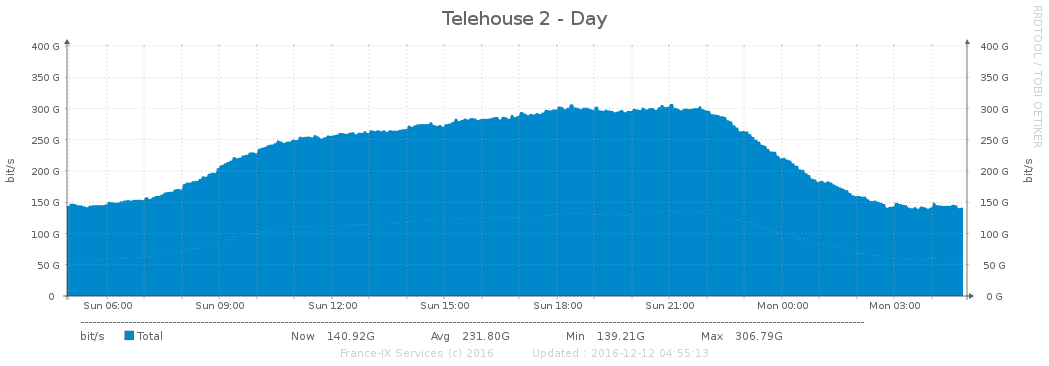 Telehouse 2 - Day
RRDTOOL / TOBI OETIKER
bit/s
400 G
350 G
300 G
250 G
200 G
150 G
100 G
50 G
0
400 G
350 G
300 G
250 G
200 G
150 G
100 G
50 G
0 G
bit/s
Sun 06:00 Sun 09:00 Sun 12:00 Sun 15:00 Sun 18:00 Sun 21:00 Mon 00:00 Mon 03:00
bit/s Total Now 140.92G Avg 231.80G Min 139.21G Max 306.79G
France-IX Services (c) 2016 Updated : 2016-12-12 04:55:13